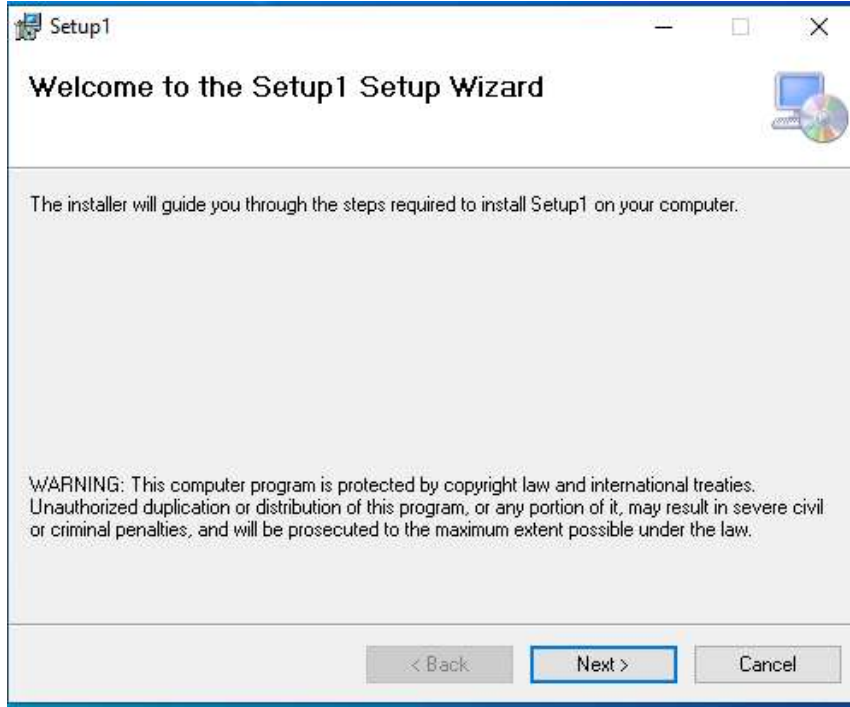 Setup1
Welcome to the Setup1 Setup Wizard
The installer will guide you through the steps required to install Setup1 on your computer.
WARNING: This computer program is protected by copyright law and international treaties.
Unauthorized duplication or distribution of this program, or any portion of it, may result in severe civil
or criminal penalties, and will be prosecuted to the maximum extent possible under the law.
< Back
Next >
Cancel